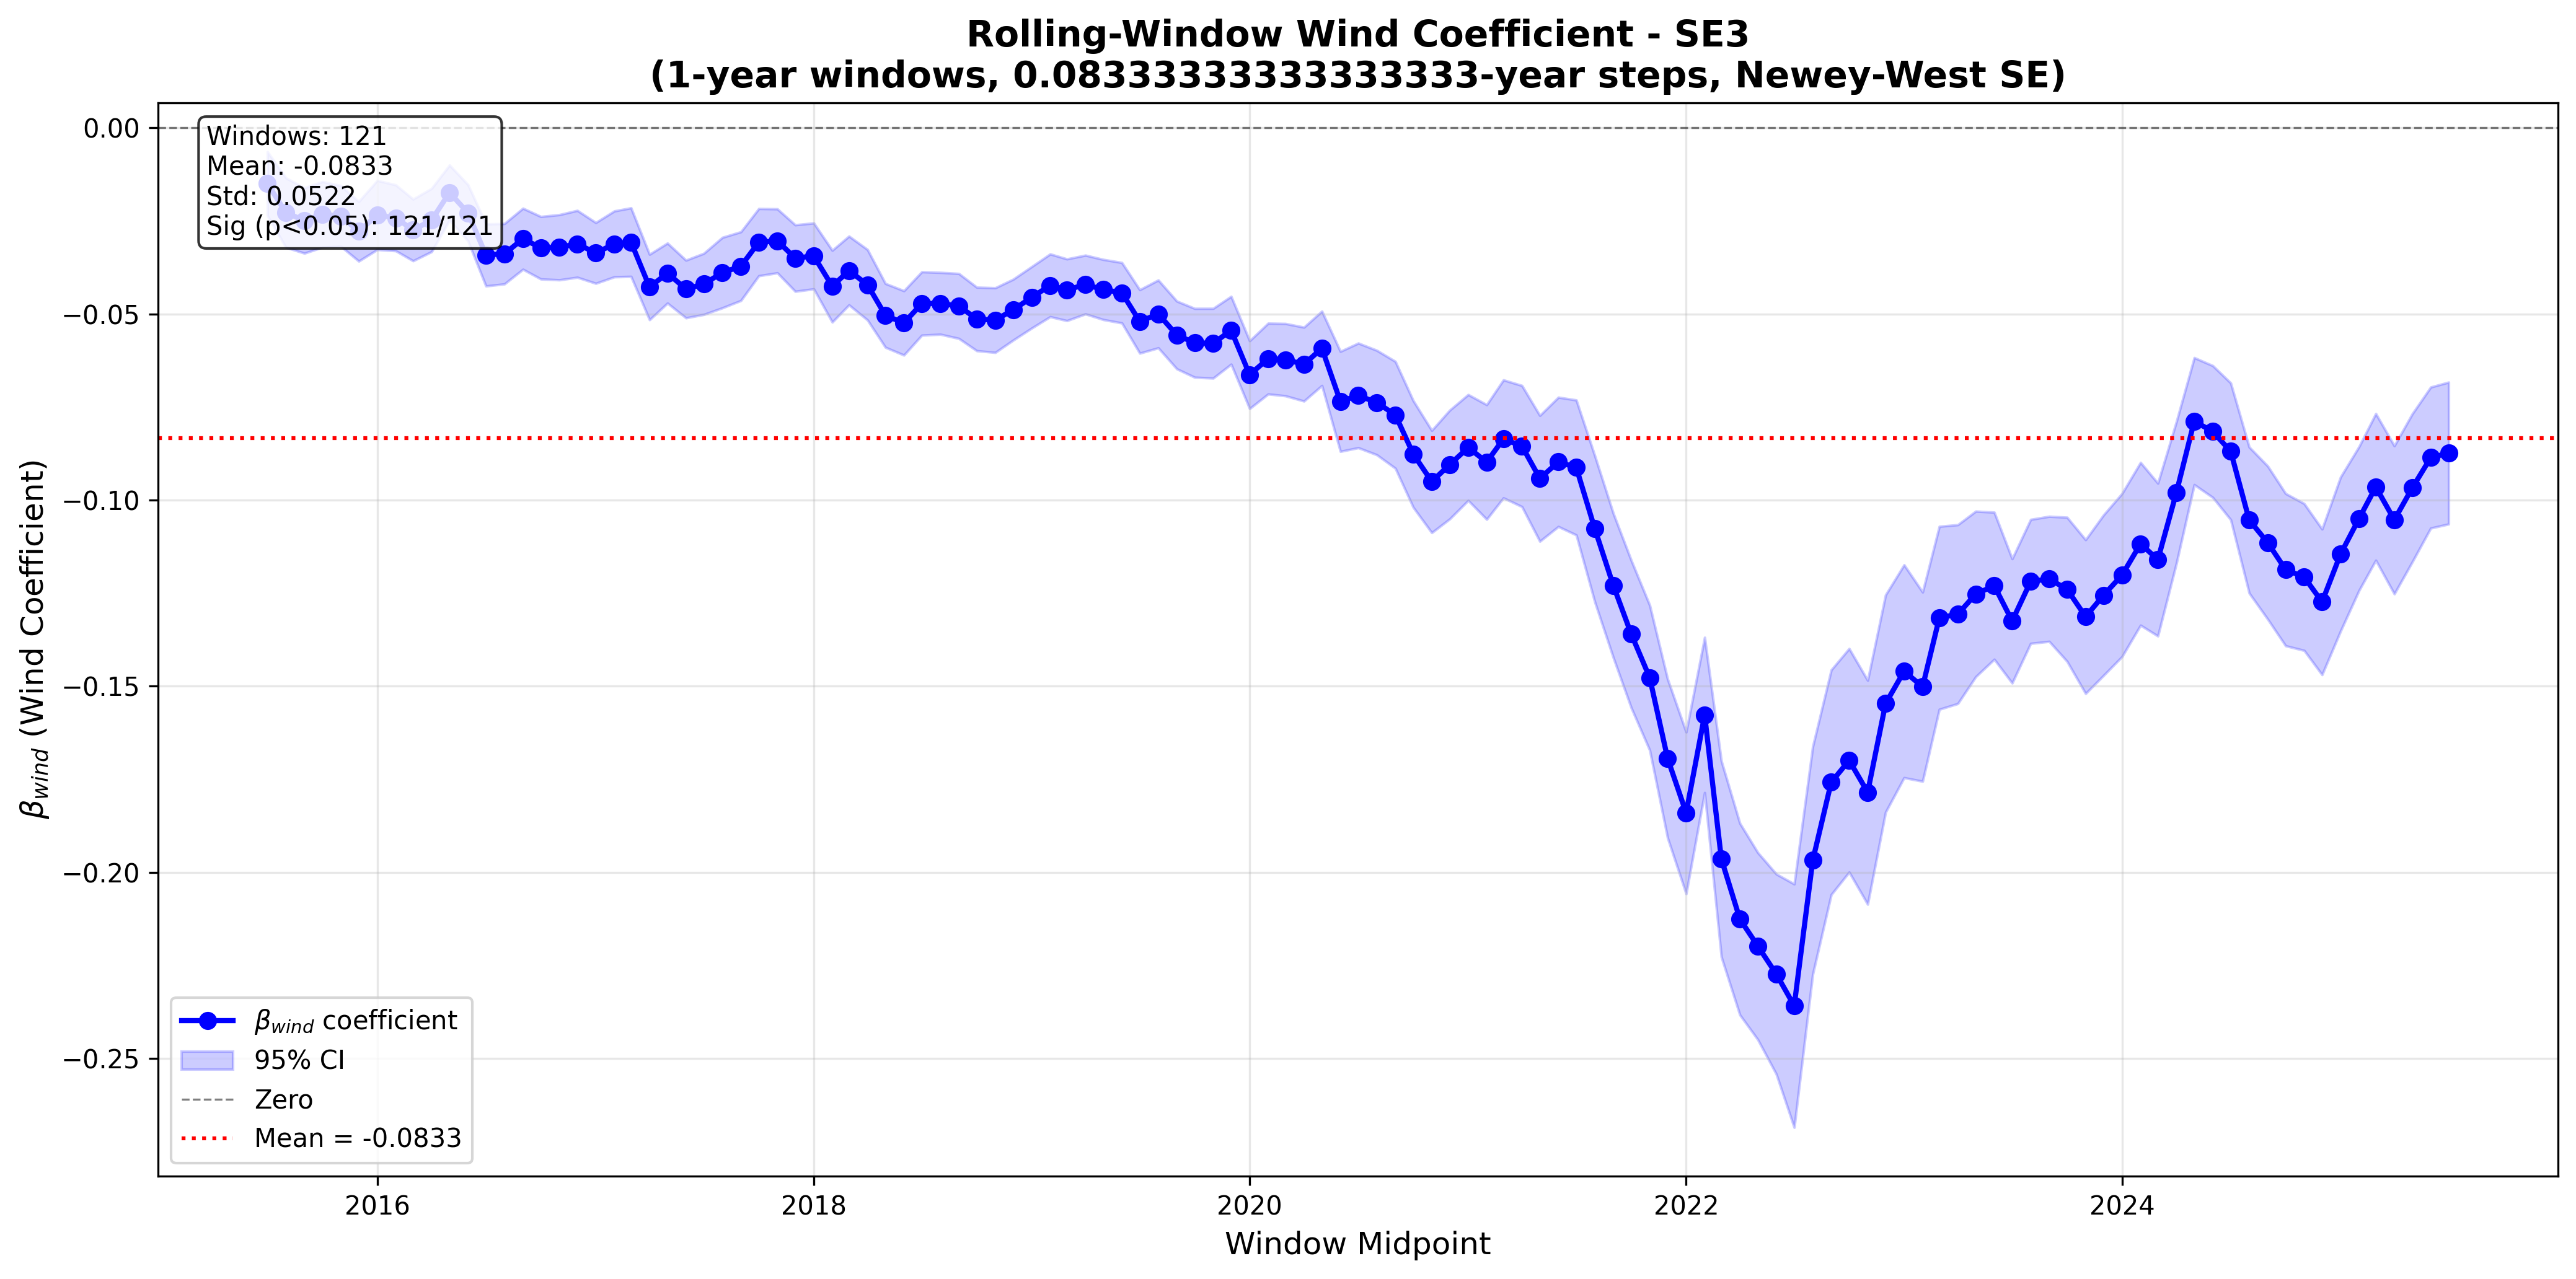 Rolling-Window Wind Coefficient - SE3
(1-year windows, 0.08333333333333333-year steps, Newey-West SE)
Windows: 121
Mean: -0.0833
Std: 0.0522
Sig (p<0.05): 121/121
0.00
−0.05
−0.10
−0.15
−0.20
−0.25
β_wind (Wind Coefficient)
β_wind coefficient
95% CI
Zero
Mean = -0.0833
2016
2018
2020
2022
2024
Window Midpoint